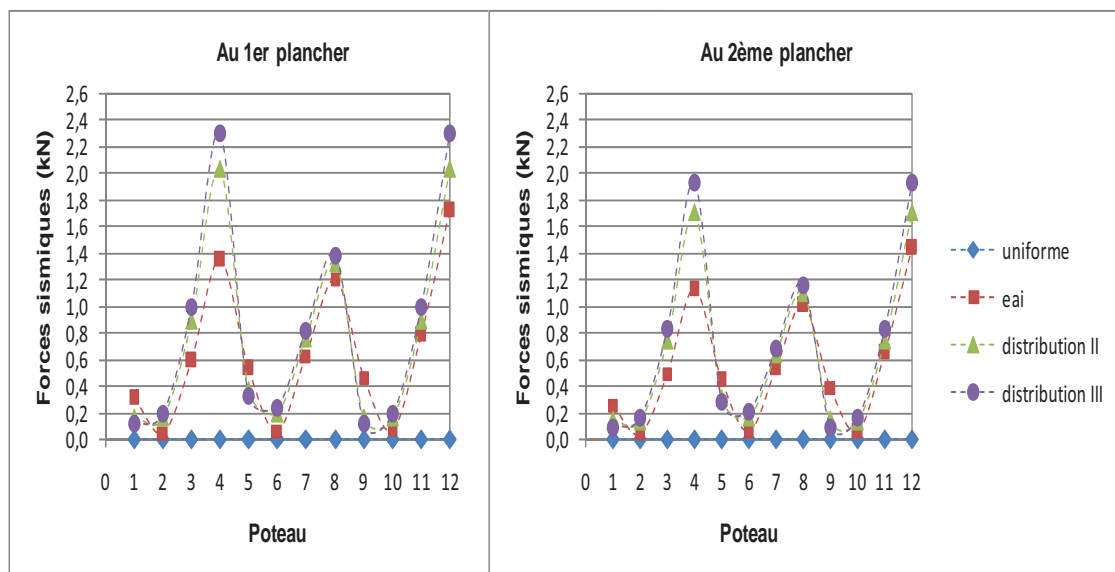 Au 1er plancher
Forces sismiques (kN)
2,6
2,4
2,2
2,0
1,8
1,6
1,4
1,2
1,0
0,8
0,6
0,4
0,2
0,0
0 1 2 3 4 5 6 7 8 9 10 11 12
Poteau
Au 2ème plancher
Forces sismiques (kN)
2,6
2,4
2,2
2,0
1,8
1,6
1,4
1,2
1,0
0,8
0,6
0,4
0,2
0,0
0 1 2 3 4 5 6 7 8 9 10 11 12
Poteau
uniforme
eai
distribution II
distribution III